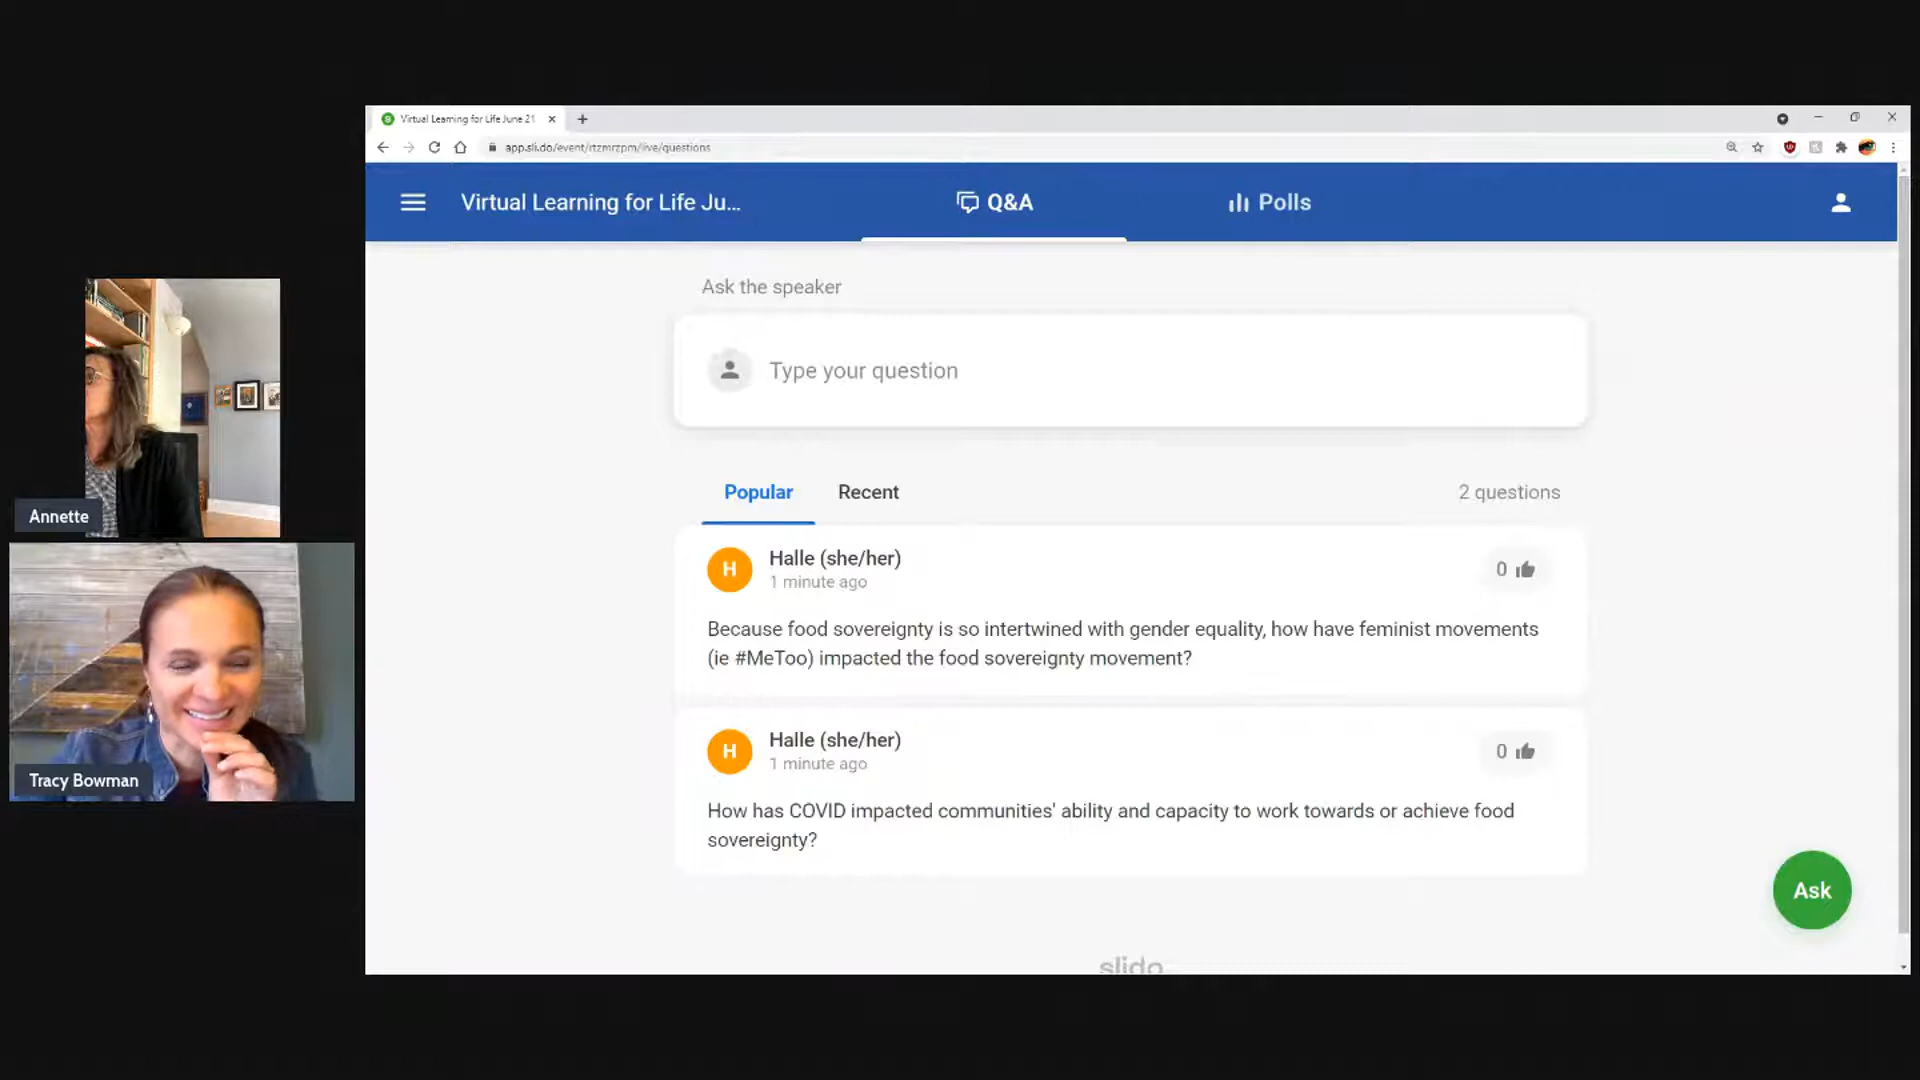 Virtual Learning for Life June 21
app.sli.do/event/rtzmrzpm/live/questions
Virtual Learning for Life Ju...
Q&A
Polls
Ask the speaker
Type your question
Popular
Recent
2 questions
H
Halle (she/her)
1 minute ago
0
Because food sovereignty is so intertwined with gender equality, how have feminist movements
(ie #MeToo) impacted the food sovereignty movement?
H
Halle (she/her)
1 minute ago
0
How has COVID impacted communities' ability and capacity to work towards or achieve food
sovereignty?
Ask
slido
Annette
Tracy Bowman